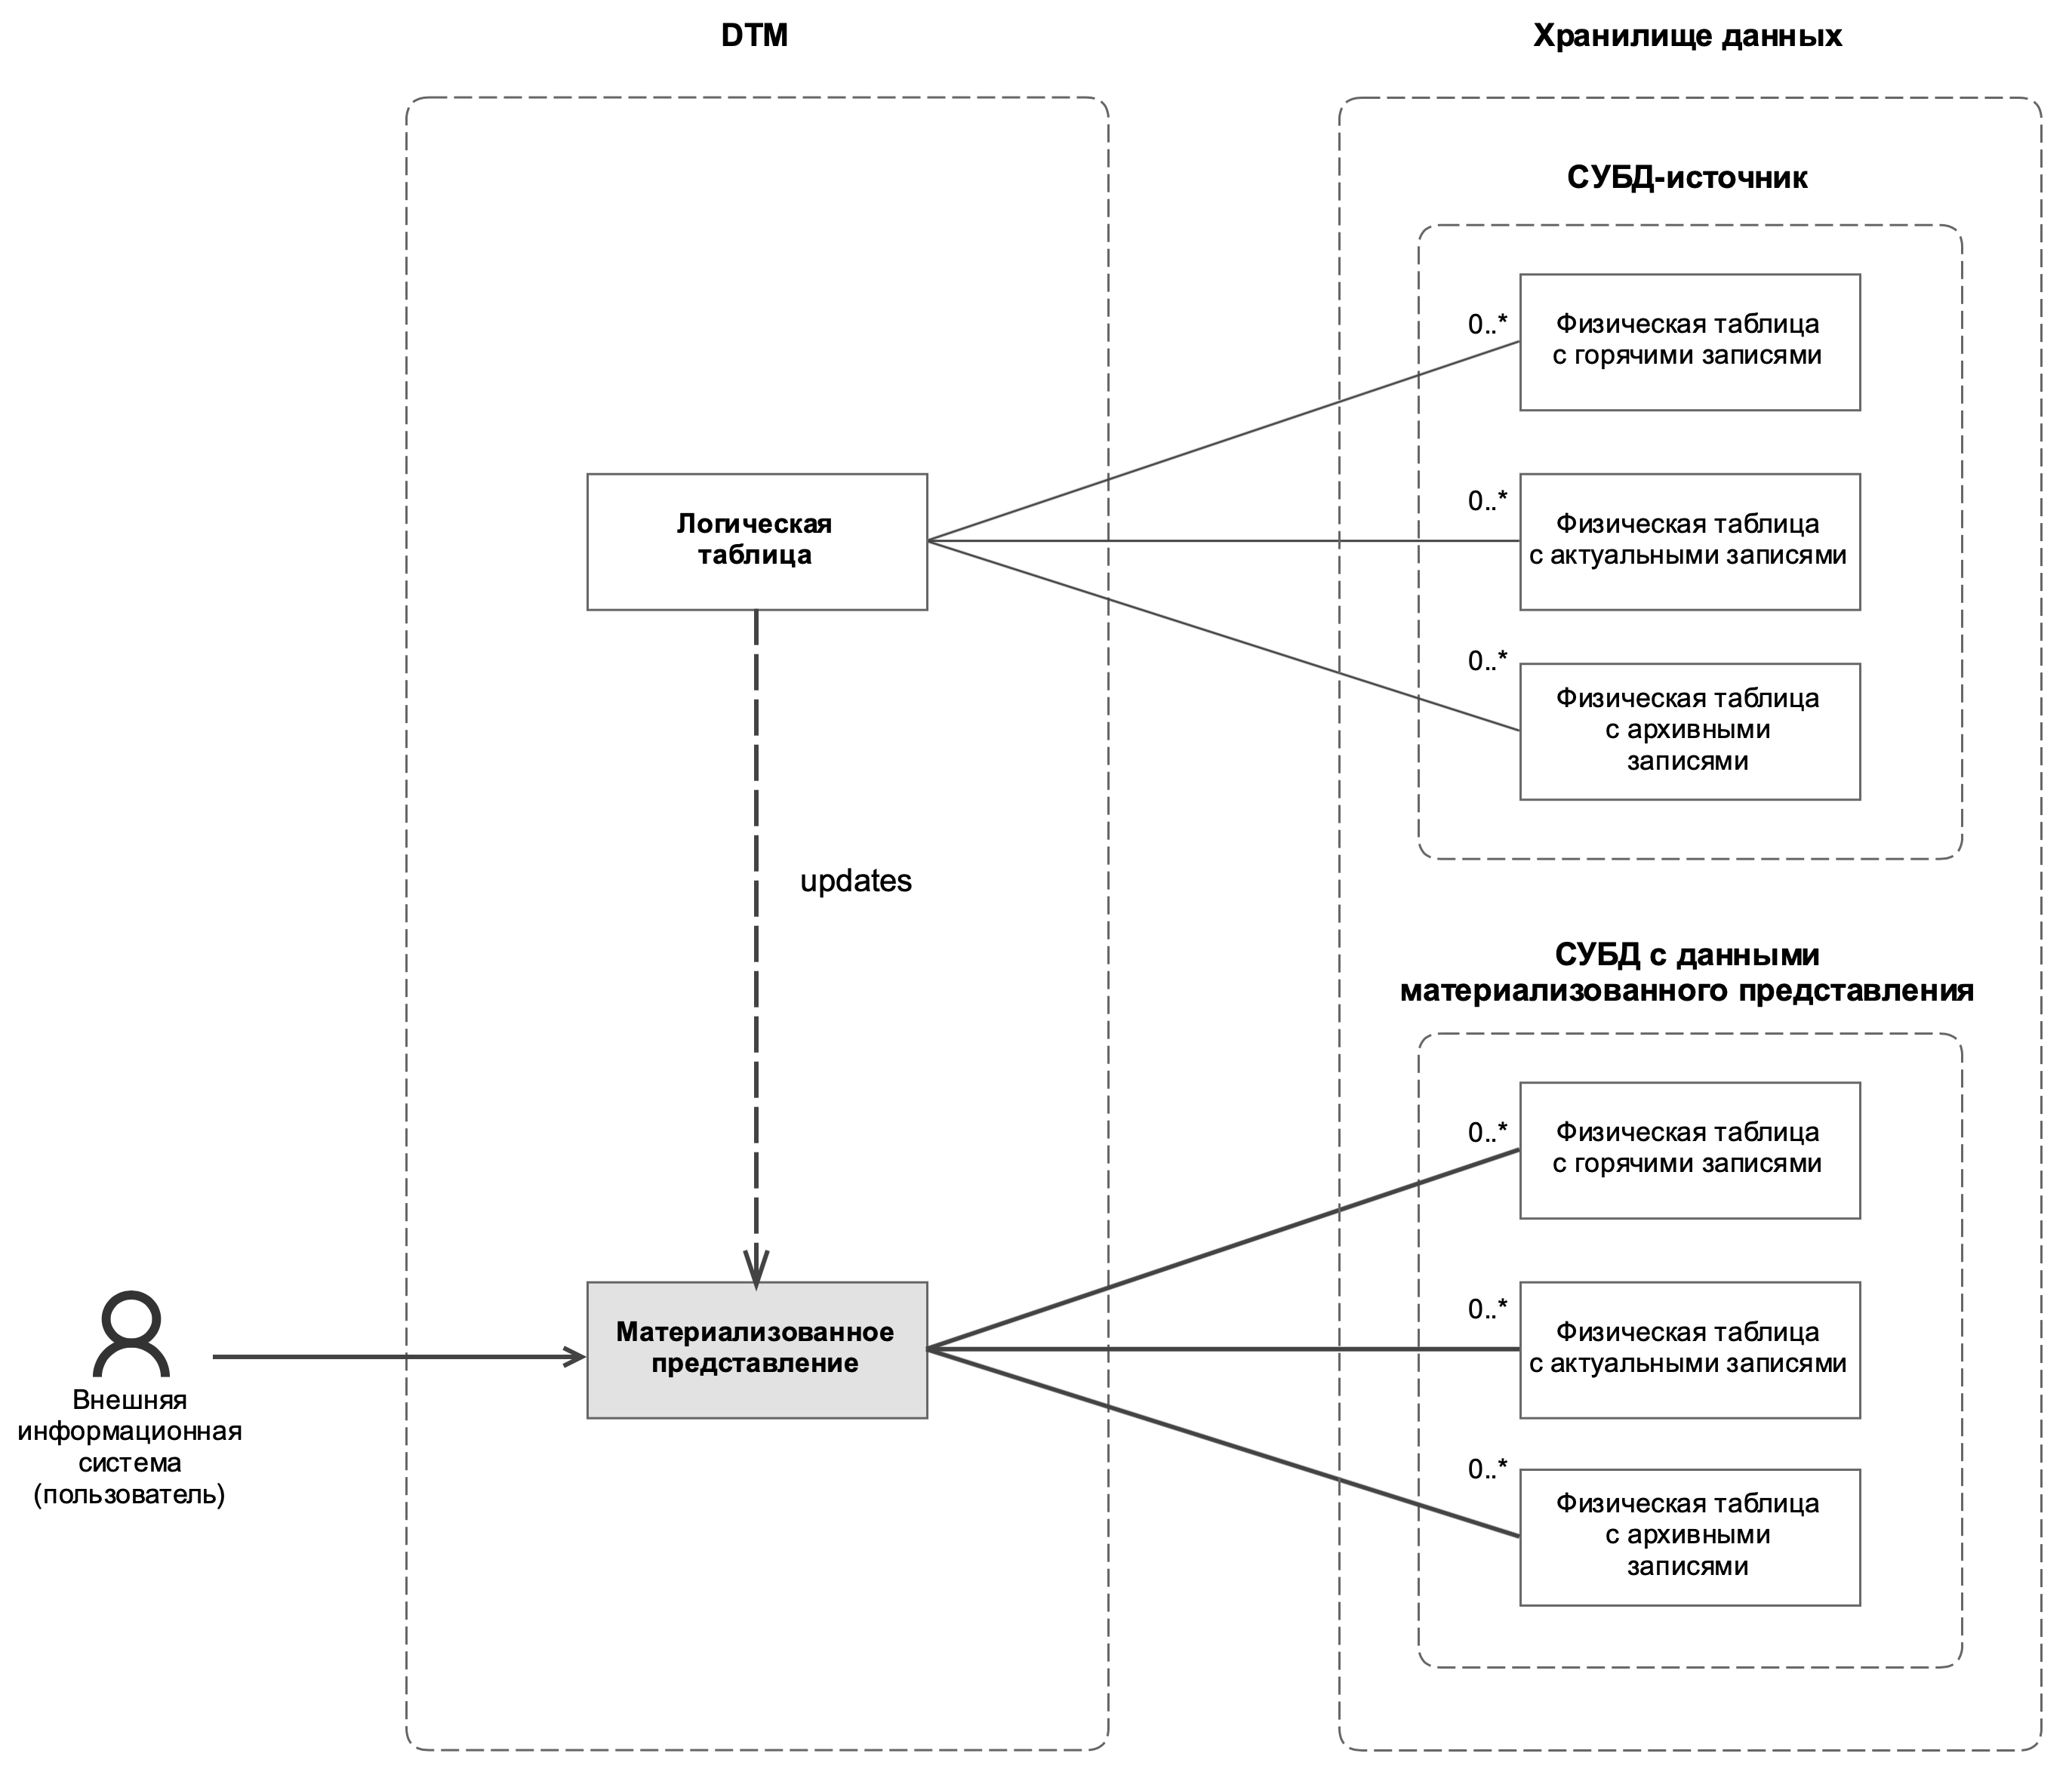 DTM
Хранилище данных
СУБД-источник
0..*
Физическая таблица
с горячими записями
Логическая
таблица
0..*
Физическая таблица
с актуальными записями
0..*
Физическая таблица
с архивными
записями
updates
СУБД с данными
материализованного представления
0..*
Физическая таблица
с горячими записями
Внешняя
информационная
система
(пользователь)
Материализованное
представление
0..*
Физическая таблица
с актуальными записями
0..*
Физическая таблица
с архивными
записями